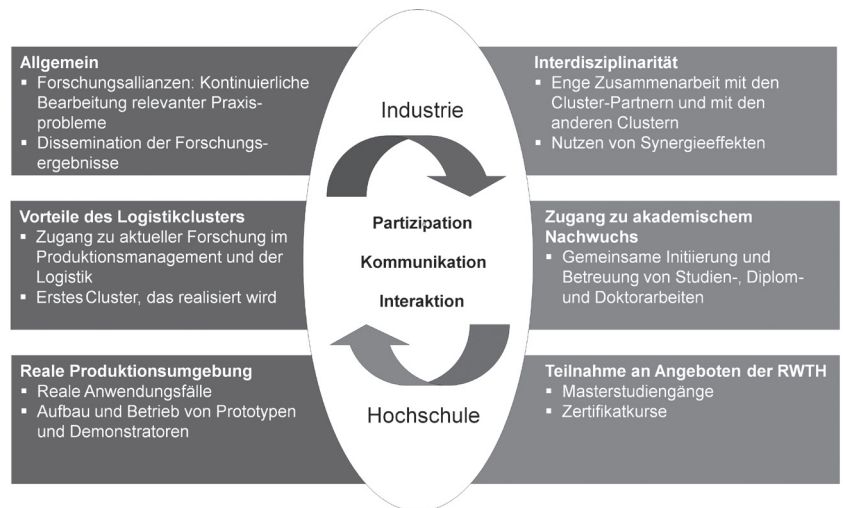 Allgemein
▪ Forschungsallianzen: Kontinuierliche
Bearbeitung relevanter Praxis-
probleme
▪ Dissemination der Forschungs-
ergebnisse
Vorteile des Logistikclusters
▪ Zugang zu aktueller Forschung im
Produktionsmanagement und der
Logistik
▪ Erstes Cluster, das realisiert wird
Reale Produktionsumgebung
▪ Reale Anwendungsfälle
▪ Aufbau und Betrieb von Prototypen
und Demonstratoren
Industrie
Partizipation
Kommunikation
Interaktion
Hochschule
Interdisziplinarität
▪ Enge Zusammenarbeit mit den
Cluster-Partnern und mit den
anderen Clustern
▪ Nutzen von Synergieeffekten
Zugang zu akademischem
Nachwuchs
▪ Gemeinsame Initiierung und
Betreuung von Studien-, Diplom-
und Doktorarbeiten
Teilnahme an Angeboten der RWTH
▪ Masterstudiengänge
▪ Zertifikatkurse